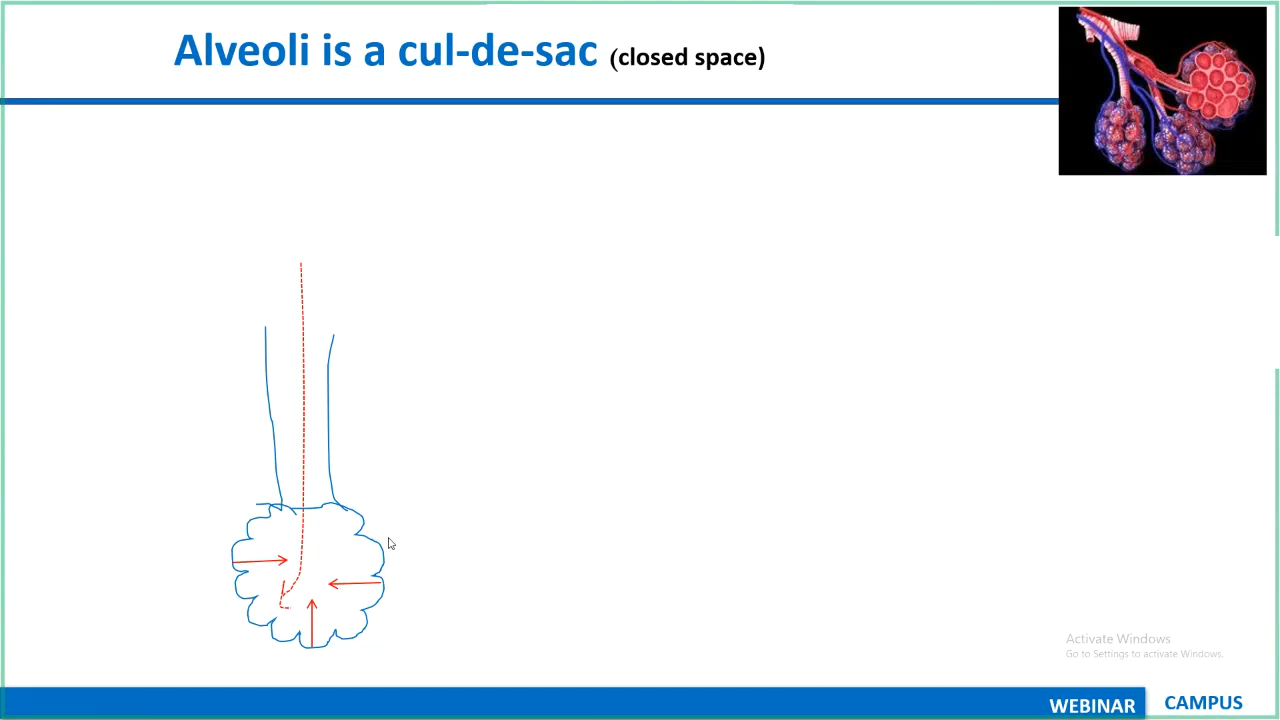 Alveoli is a cul-de-sac (closed space)
Activate Windows
Go to Settings to activate Windows.
WEBINAR CAMPUS